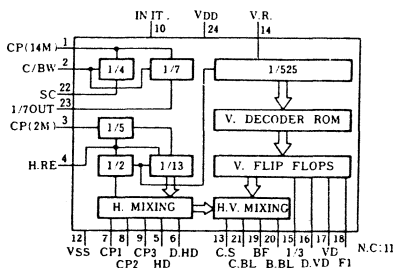 INIT. VDD V.R.
10 24 14
CP(14M) 1
C/BW 2
1/4 1/7 1/525
SC 22
1/7OUT 23
V. DECODER ROM
CP(2M) 3
1/5
H.RE 4
1/2 1/13 V. FLIP FLOPS
H. MIXING H.V.MIXING
12 7 8 9 5 6 13 21 19 20 15 16 17 18 N.C:11
VSS CP1 CP3 D.HD C.S BF 1/3 VD
CP2 HD C.BL B.BL D.VD F1